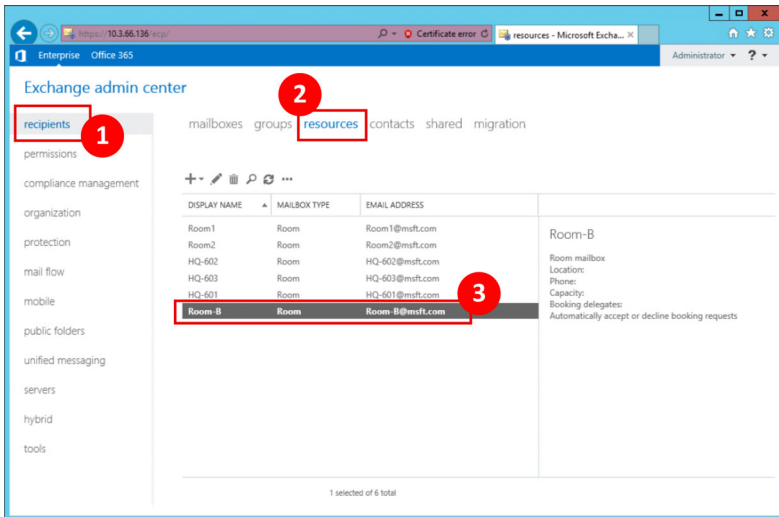 https://10.3.66.136/ecp/
Certificate error
resources - Microsoft Excha...
Enterprise Office 365
Administrator ?
Exchange admin center
2
recipients
1
mailboxes groups resources contacts shared migration
permissions
compliance management
organization
protection
mail flow
mobile
public folders
unified messaging
servers
hybrid
tools
DISPLAY NAME MAILBOX TYPE EMAIL ADDRESS
Room1 Room Room1@msft.com
Room2 Room Room2@msft.com
HQ-602 Room HQ-602@msft.com
HQ-603 Room HQ-603@msft.com
HQ-601 Room HQ-601@msft.com
3
Room-B Room Room-B@msft.com
Room-B
Room mailbox
Location:
Phone:
Capacity:
Booking delegates:
Automatically accept or decline booking requests
1 selected of 6 total